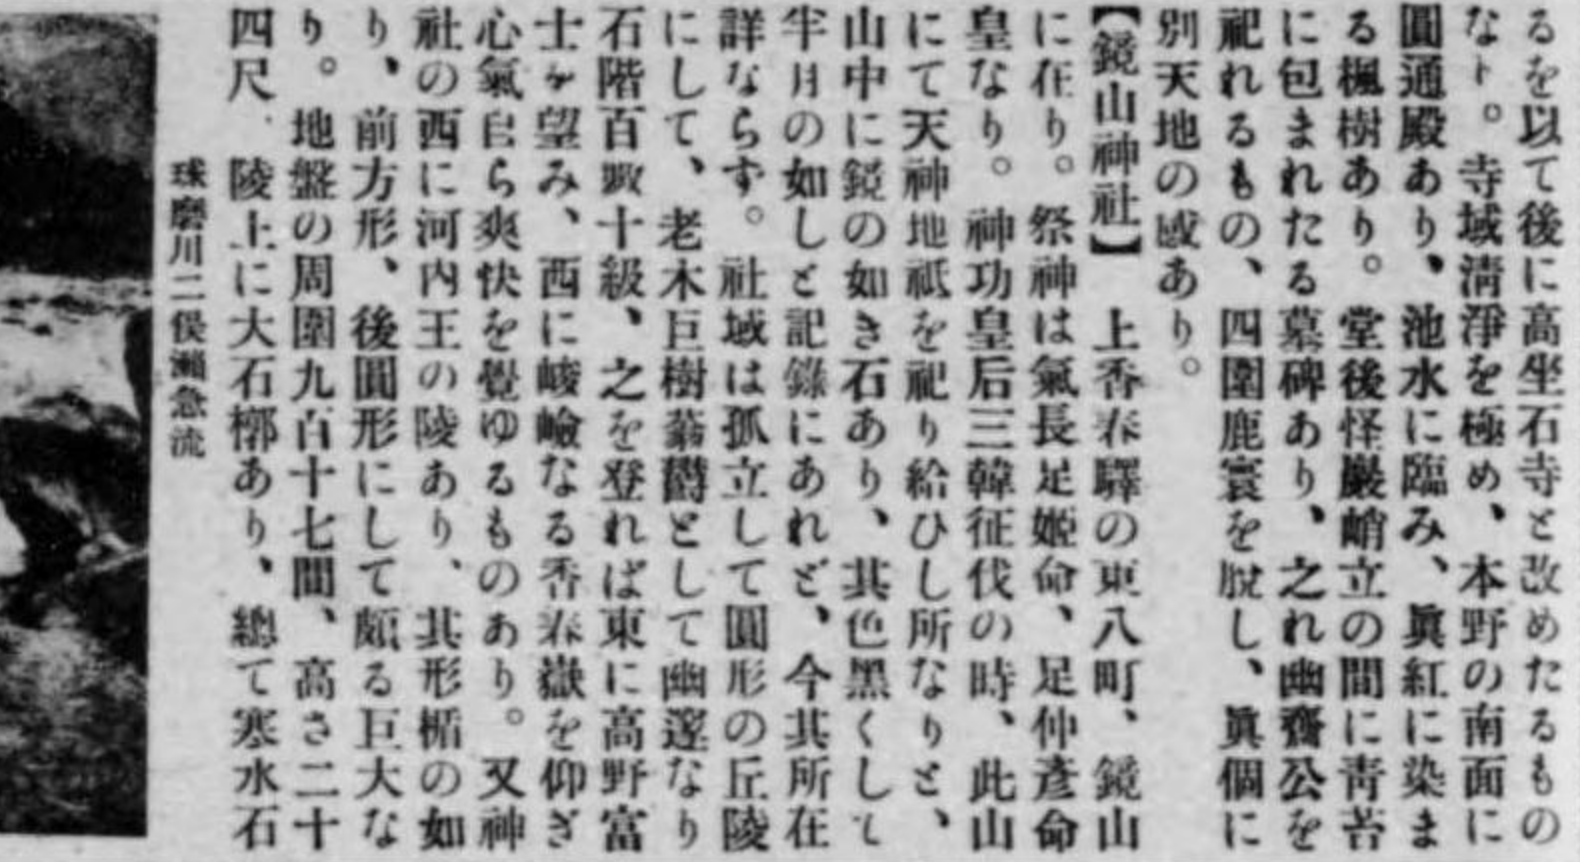 るを以て後に高坐石寺と改めたるもの
なり。寺域淸淨を極め、本野の南面に
圓通殿あり、池水に臨み、眞紅に染ま
る楓樹あり。堂後怪巖峭立の間に靑苔
に包まれたる墓碑あり、之れ幽齋公を
祀れるもの、四圍鹿寰を脫し、眞個に
別天地の感あり。
【鏡山神社】　上香春驛の東八町、鏡山
に在り。祭神は氣長足姬命、足仲彥命
皇なり。神功皇后三韓征伐の時、此山
にて天神地祇を祀り給ひし所なりと、
山中に鏡の如き石あり、其色黑くして
半月の如しと記錄にあれど、今其所在
詳ならず。社域は孤立して圓形の丘陵
にして、老木巨樹蓊欝として幽邃なり
石階百數十級、之を登れば東に高野富
士を望み、西に峻嶮なる香春嶽を仰ぎ
心氣自ら爽快を覺ゆるものあり。又神
社の西に河內王の陵あり、其形楯の如
り、前方形、後圓形にして頗る巨大な
り。地盤の周圍九百十七間、高さ二十
四尺．陵上に大石槨あり、總て寒水石
球磨川二俣瀨急流